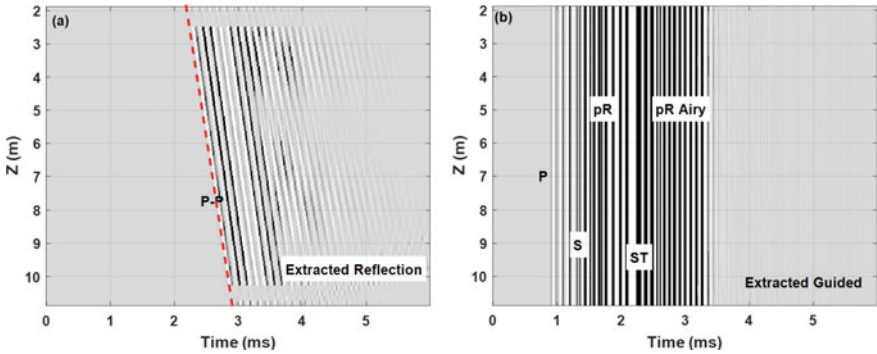 (a)
2
3
4
5
6
7
8
9
10
Z (m)
P-P
Extracted Reflection
0 1 2 3 4 5
Time (ms)
(b)
2
3
4
5
6
7
8
9
10
Z (m)
pR
pR Airy
P
S
ST
Extracted Guided
0 1 2 3 4 5
Time (ms)